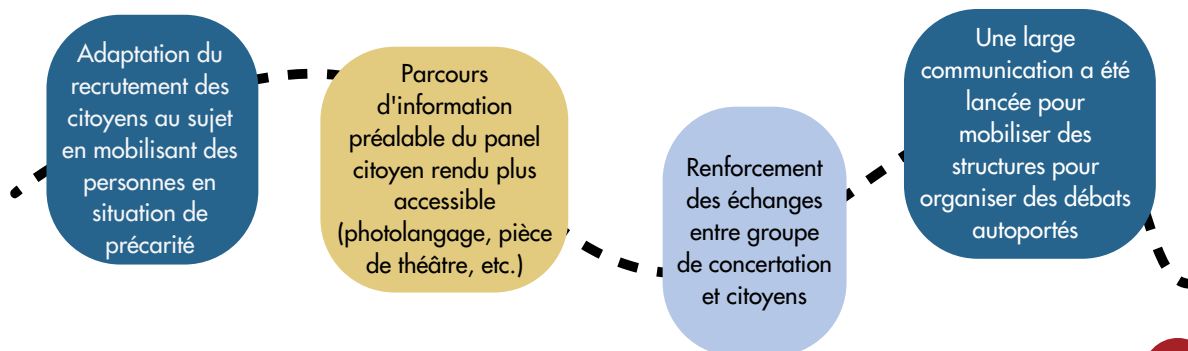 Adaptation du
recrutement des
citoyens au sujet
en mobilisant des
personnes en
situation de
précarité
Parcours
d'information
préalable du panel
citoyen rendu plus
accessible
(photolangage, pièce
de théâtre, etc.)
Renforcement
des échanges
entre groupe
de concertation
et citoyens
Une large
communication a été
lancée pour
mobiliser des
structures pour
organiser des débats
autoportés